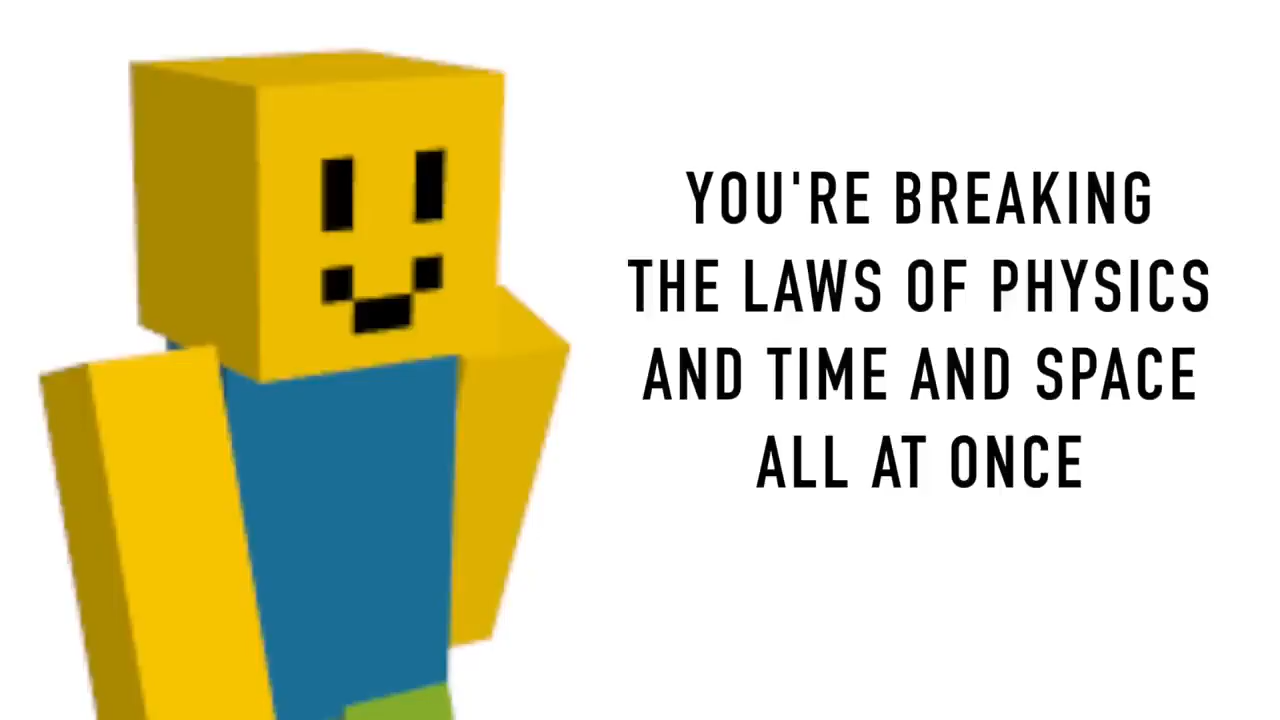 YOU'RE BREAKING
THE LAWS OF PHYSICS
AND TIME AND SPACE
ALL AT ONCE